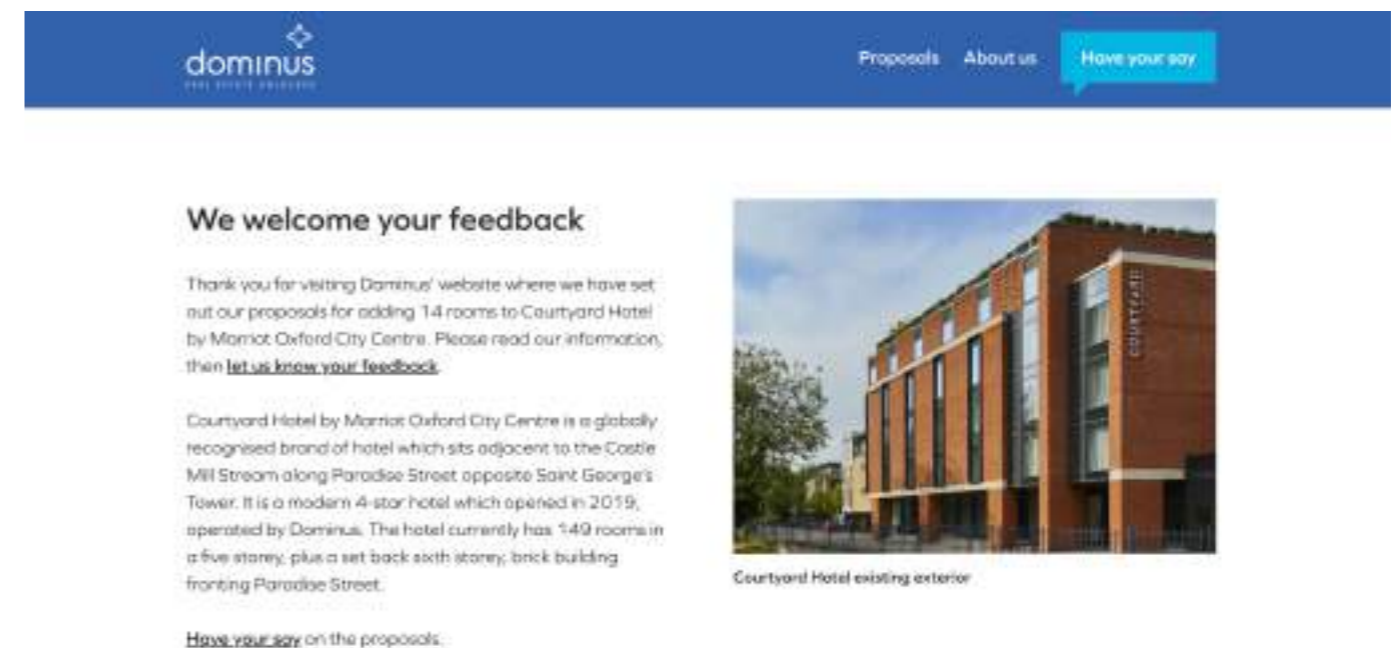 dominus
Proposals About us Have your say
We welcome your feedback
Thank you for visiting Dominus' website where we have set
out our proposals for adding 14 rooms to Courtyard Hotel
by Marriot Oxford City Centre. Please read our information,
then let us know your feedback.
Courtyard Hotel by Marriot Oxford City Centre is a globally
recognised brand of hotel which sits adjacent to the Castle
Mill Stream along Paradise Street opposite Saint George's
Tower. It is a modern 4-star hotel which opened in 2019,
operated by Dominus. The hotel currently has 149 rooms in
a five storey, plus a set back sixth storey, brick building
fronting Paradise Street.
Have your say on the proposals.
COURTYARD
Courtyard Hotel existing exterior